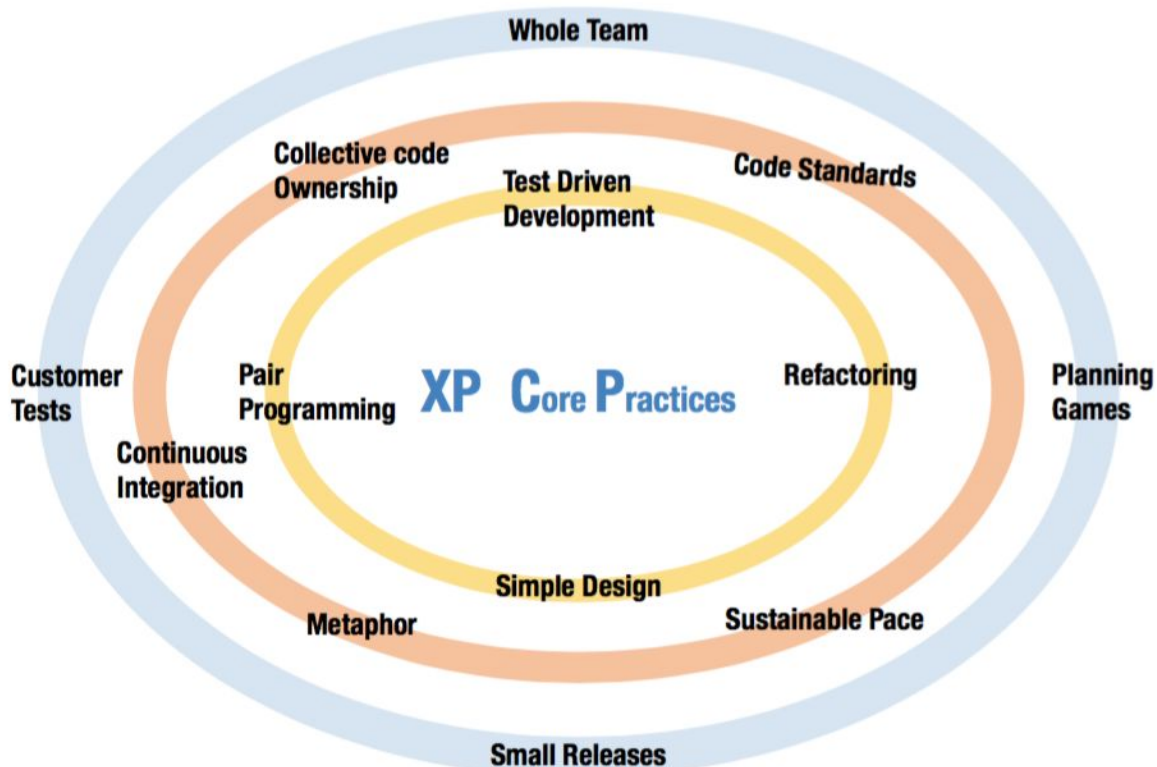 Whole Team
Collective code
Ownership
Test Driven
Development
Code Standards
Customer
Tests
Pair
Programming
XP Core Practices
Refactoring
Planning
Games
Continuous
Integration
Simple Design
Metaphor
Sustainable Pace
Small Releases